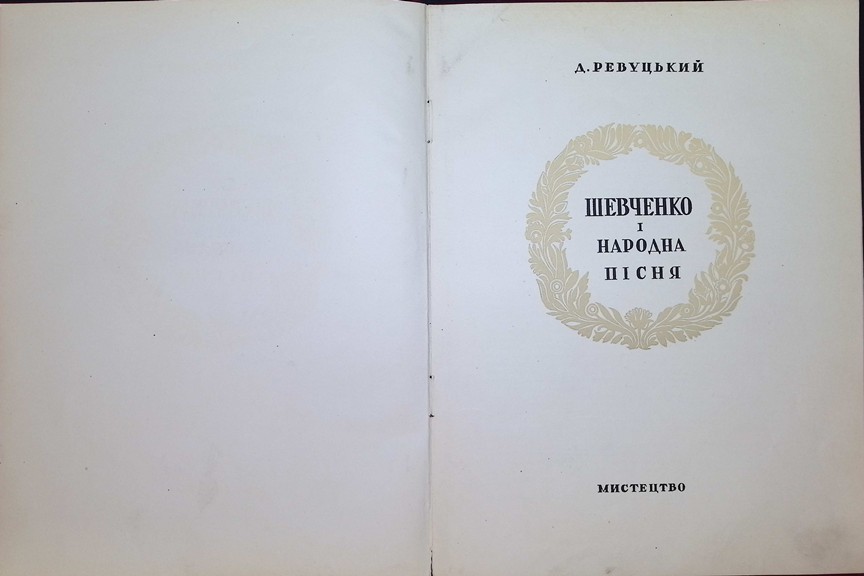 Д. РЕВУЦЬКИЙ
ШЕВЧЕНКО
І
НАРОДНА
ПІСНЯ
МИСТЕЦТВО